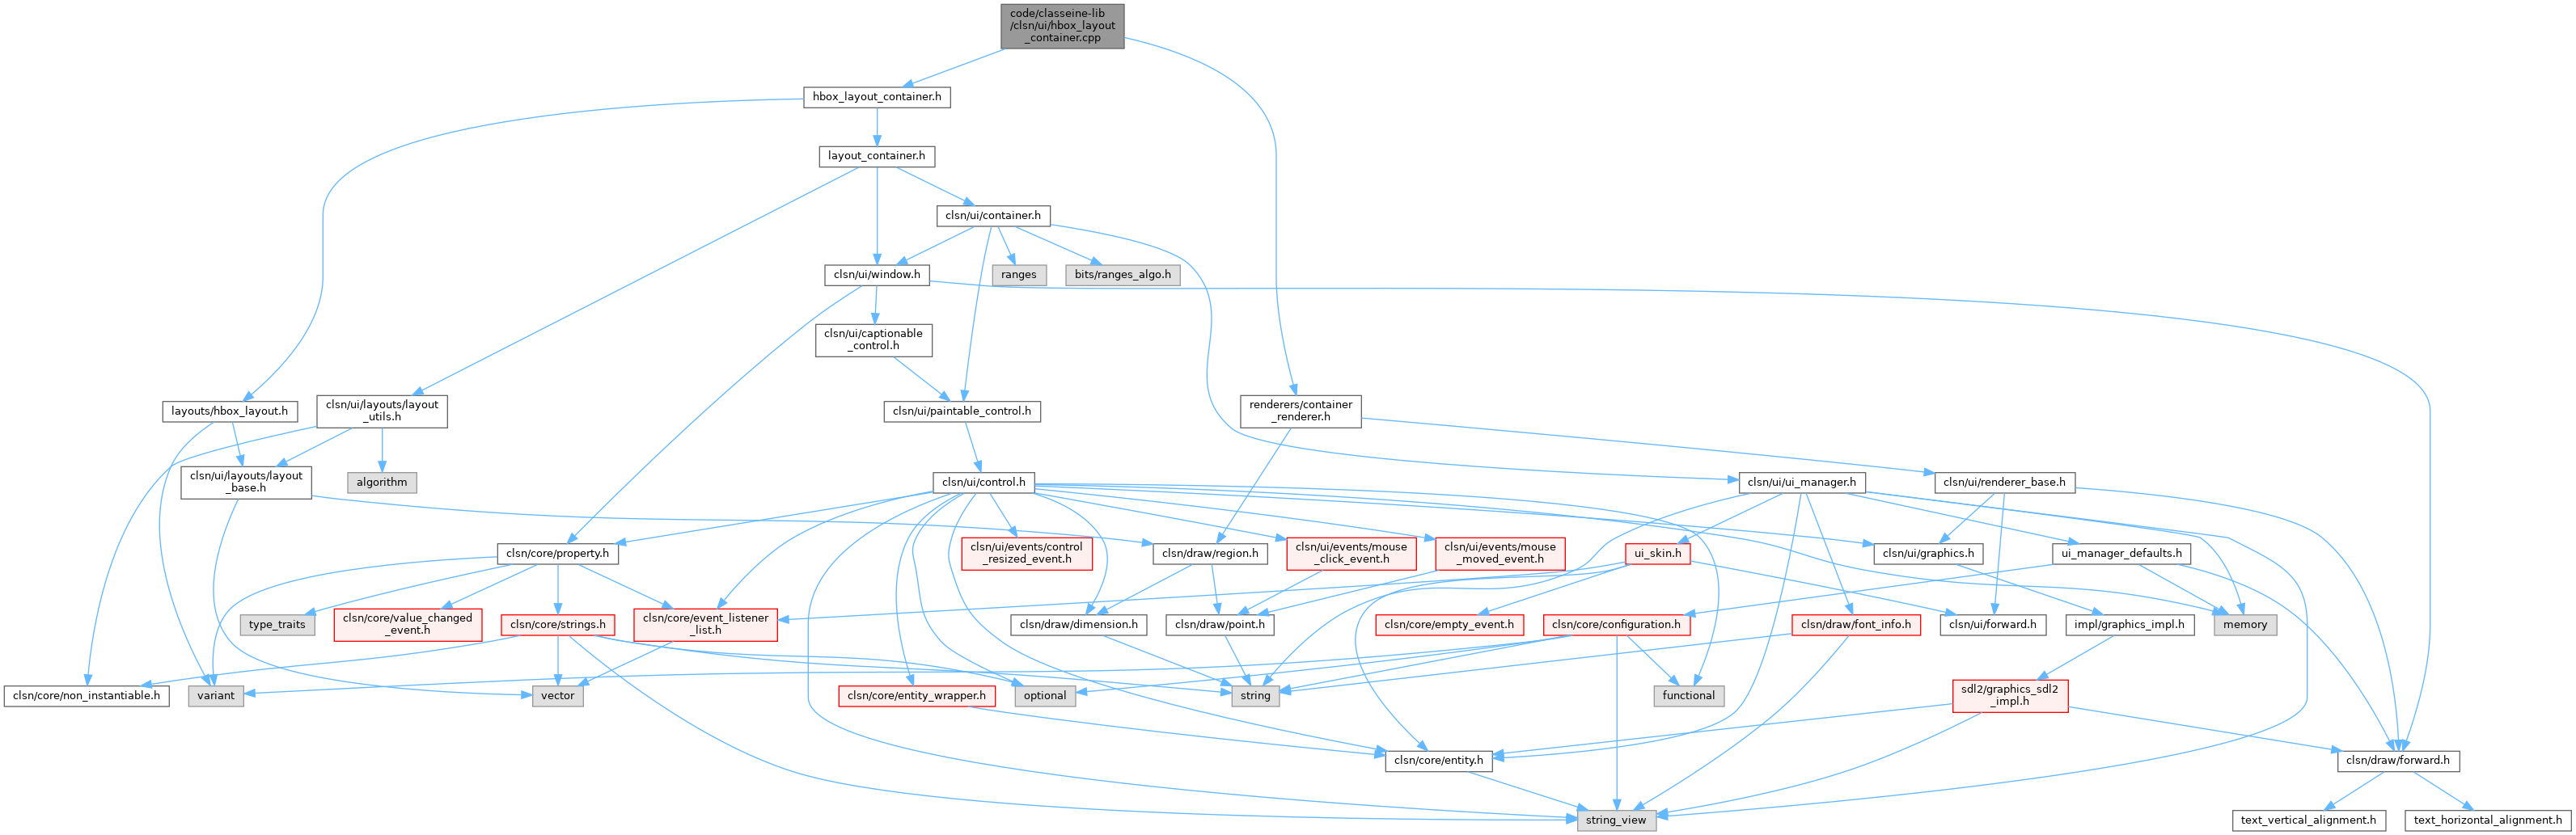 code/classeine-lib
/clsn/ui/hbox_layout
_container.cpp
hbox_layout_container.h
layout_container.h
clsn/ui/container.h
clsn/ui/window.h
ranges
bits/ranges_algo.h
clsn/ui/captionable
_control.h
layouts/hbox_layout.h
clsn/ui/layouts/layout
_utils.h
clsn/ui/paintable_control.h
renderers/container
_renderer.h
clsn/ui/layouts/layout
_base.h
algorithm
clsn/ui/control.h
clsn/ui/ui_manager.h
clsn/ui/renderer_base.h
clsn/core/property.h
clsn/ui/events/control
_resized_event.h
clsn/draw/region.h
clsn/ui/events/mouse
_click_event.h
clsn/ui/events/mouse
_moved_event.h
ui_skin.h
clsn/ui/graphics.h
ui_manager_defaults.h
type_traits
clsn/core/value_changed
_event.h
clsn/core/strings.h
clsn/core/event_listener
_list.h
clsn/draw/dimension.h
clsn/draw/point.h
clsn/core/empty_event.h
clsn/core/configuration.h
clsn/draw/font_info.h
clsn/ui/forward.h
impl/graphics_impl.h
memory
clsn/core/non_instantiable.h
variant
vector
clsn/core/entity_wrapper.h
optional
string
functional
sdl2/graphics_sdl2
_impl.h
clsn/core/entity.h
clsn/draw/forward.h
string_view
text_vertical_alignment.h
text_horizontal_alignment.h